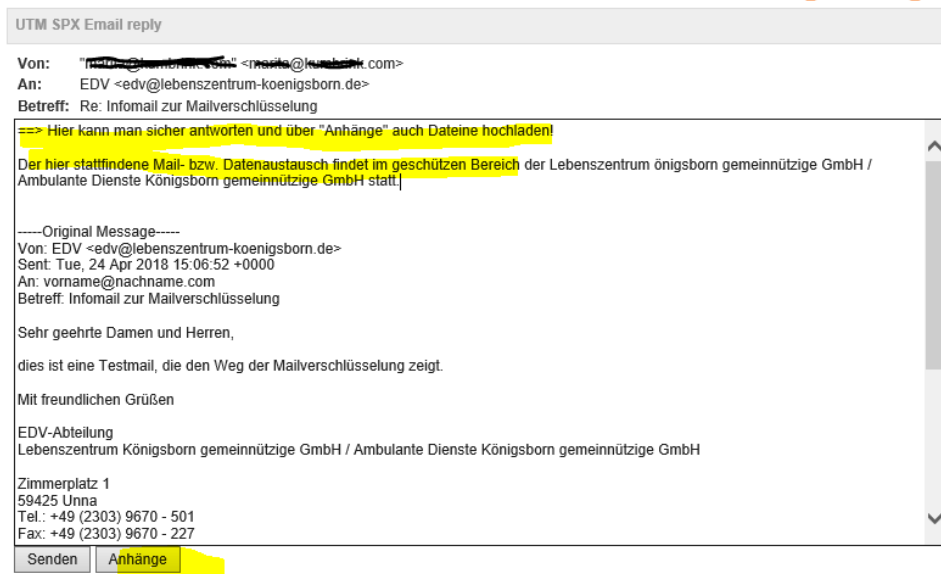 UTM SPX Email reply
Von: .com>
An: EDV <edv@lebenszentrum-koenigsborn.de>
Betreff: Re: Infomail zur Mailverschlüsselung
==> Hier kann man sicher antworten und über "Anhänge" auch Dateine hochladen!
Der hier stattfindene Mail- bzw. Datenaustausch findet im geschützen Bereich der Lebenszentrum önigsborn gemeinnützige GmbH /
Ambulante Dienste Königsborn gemeinnützige GmbH statt.
-----Original Message-----
Von: EDV <edv@lebenszentrum-koenigsborn.de>
Sent: Tue, 24 Apr 2018 15:06:52 +0000
An: vorname@nachname.com
Betreff: Infomail zur Mailverschlüsselung
Sehr geehrte Damen und Herren,
dies ist eine Testmail, die den Weg der Mailverschlüsselung zeigt.
Mit freundlichen Grüßen
EDV-Abteilung
Lebenszentrum Königsborn gemeinnützige GmbH / Ambulante Dienste Königsborn gemeinnützige GmbH
Zimmerplatz 1
59425 Unna
Tel.: +49 (2303) 9670 - 501
Fax: +49 (2303) 9670 - 227
Senden Anhänge